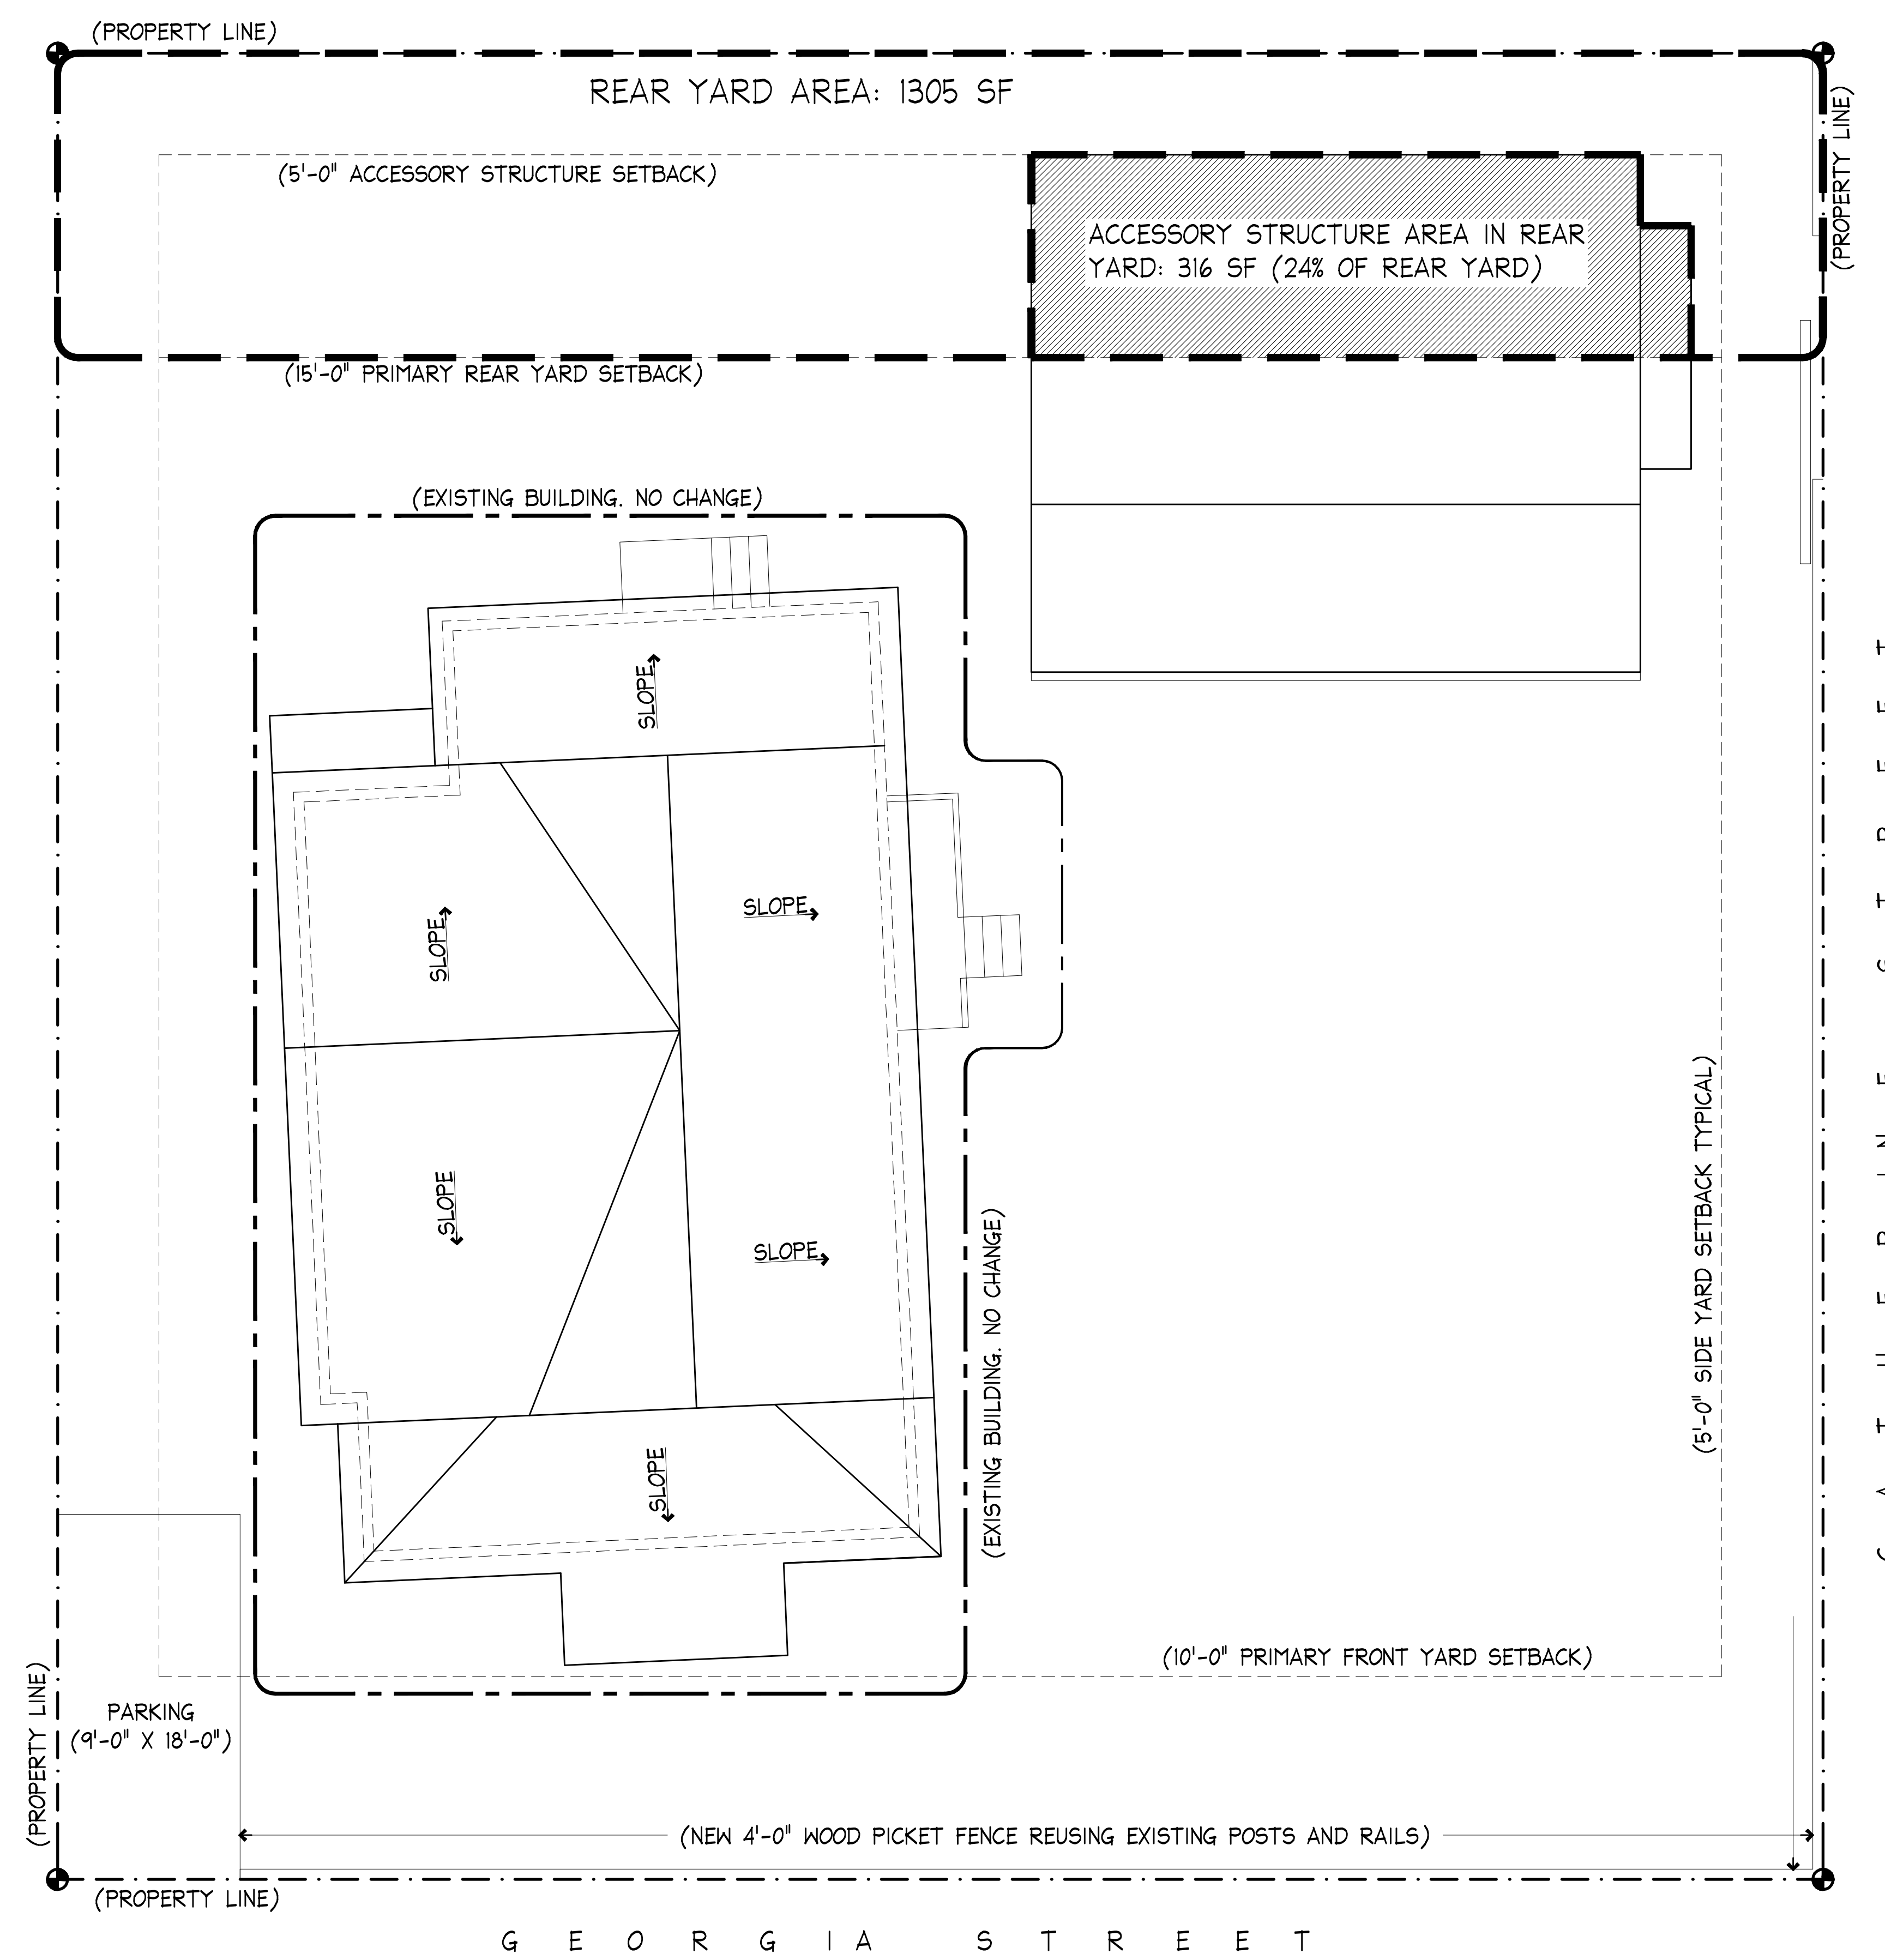 (PROPERTY LINE)
REAR YARD AREA: 1305 SF
(PROPERTY LINE)
(5'-0" ACCESSORY STRUCTURE SETBACK)
ACCESSORY STRUCTURE AREA IN REAR
YARD: 316 SF (24% OF REAR YARD)
(15'-0" PRIMARY REAR YARD SETBACK)
(EXISTING BUILDING. NO CHANGE)
SLOPE
SLOPE
SLOPE
SLOPE
SLOPE
SLOPE
(EXISTING BUILDING. NO CHANGE)
(5'-0" SIDE YARD SETBACK TYPICAL)
(10'-0" PRIMARY FRONT YARD SETBACK)
(PROPERTY LINE)
PARKING
(9'-0" X 18'-0")
(NEW 4'-0" WOOD PICKET FENCE REUSING EXISTING POSTS AND RAILS)
(PROPERTY LINE)
GEORGIA STREET